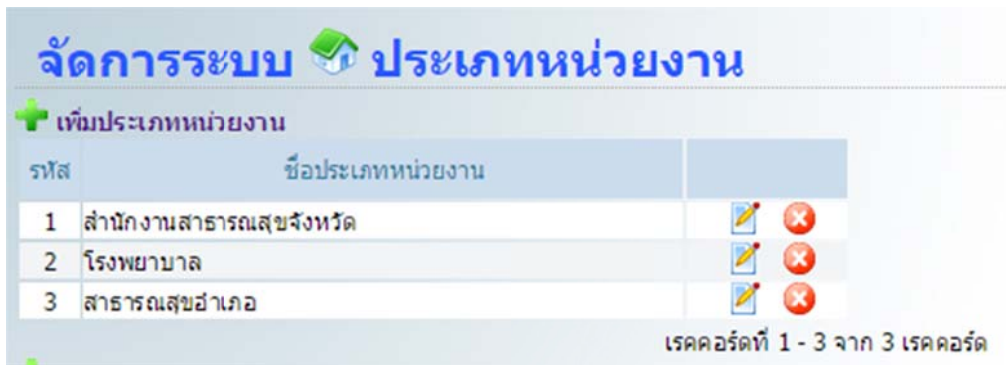 จัดการระบบ ประเภทหน่วยงาน
เพิ่มประเภทหน่วยงาน
รหัส ชื่อประเภทหน่วยงาน
1 สำนักงานสาธารณสุขจังหวัด
2 โรงพยาบาล
3 สาธารณสุขอำเภอ
เรคคอร์ดที่ 1 - 3 จาก 3 เรคคอร์ด